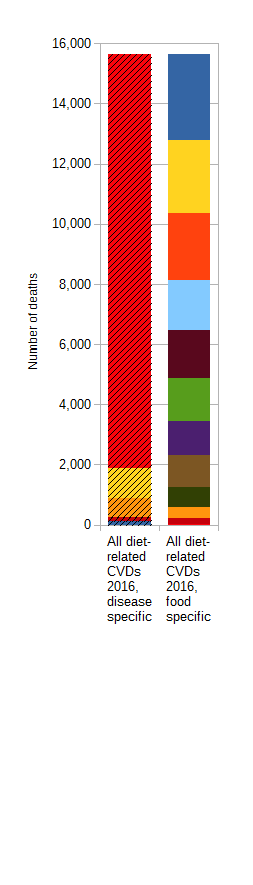 16,000
14,000
12,000
10,000
8,000
6,000
4,000
2,000
0
Number of deaths
All diet-
related
CVDs
2016,
disease
specific
All diet-
related
CVDs
2016,
food
specific